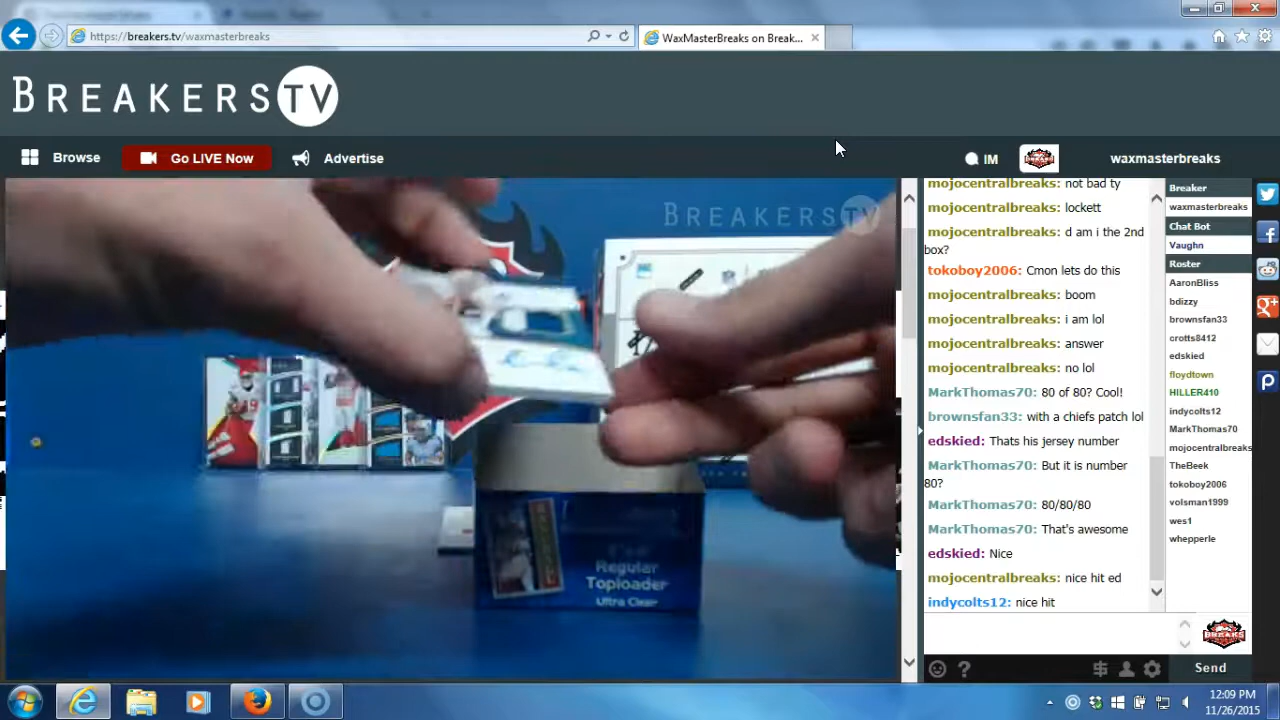 https://breakers.tv/waxmasterbreaks
WaxMasterBreaks on Break...
BREAKERS TV
Browse
Go LIVE Now
Advertise
IM
waxmasterbreaks
BREAKERS TV
Regular
Toploader
Ultra Clear
mojocentralbreaks: not bad ty
mojocentralbreaks: lockett
mojocentralbreaks: d am i the 2nd
box?
tokoboy2006: Cmon lets do this
mojocentralbreaks: boom
mojocentralbreaks: i am lol
mojocentralbreaks: answer
mojocentralbreaks: no lol
MarkThomas70: 80 of 80? Cool!
brownsfan33: with a chiefs patch lol
edskied: Thats his jersey number
MarkThomas70: But it is number
80?
MarkThomas70: 80/80/80
MarkThomas70: That's awesome
edskied: Nice
mojocentralbreaks: nice hit ed
indycolts12: nice hit
BREAKS
Send
Breaker
waxmasterbreaks
Chat Bot
Vaughn
Roster
AaronBliss
bdizzy
brownsfan33
crotts8412
edskied
floydtown
HILLER410
indycolts12
MarkThomas70
mojocentralbreaks
TheBeek
tokoboy2006
volsman1999
wes1
whepperle
12:09 PM
11/26/2015